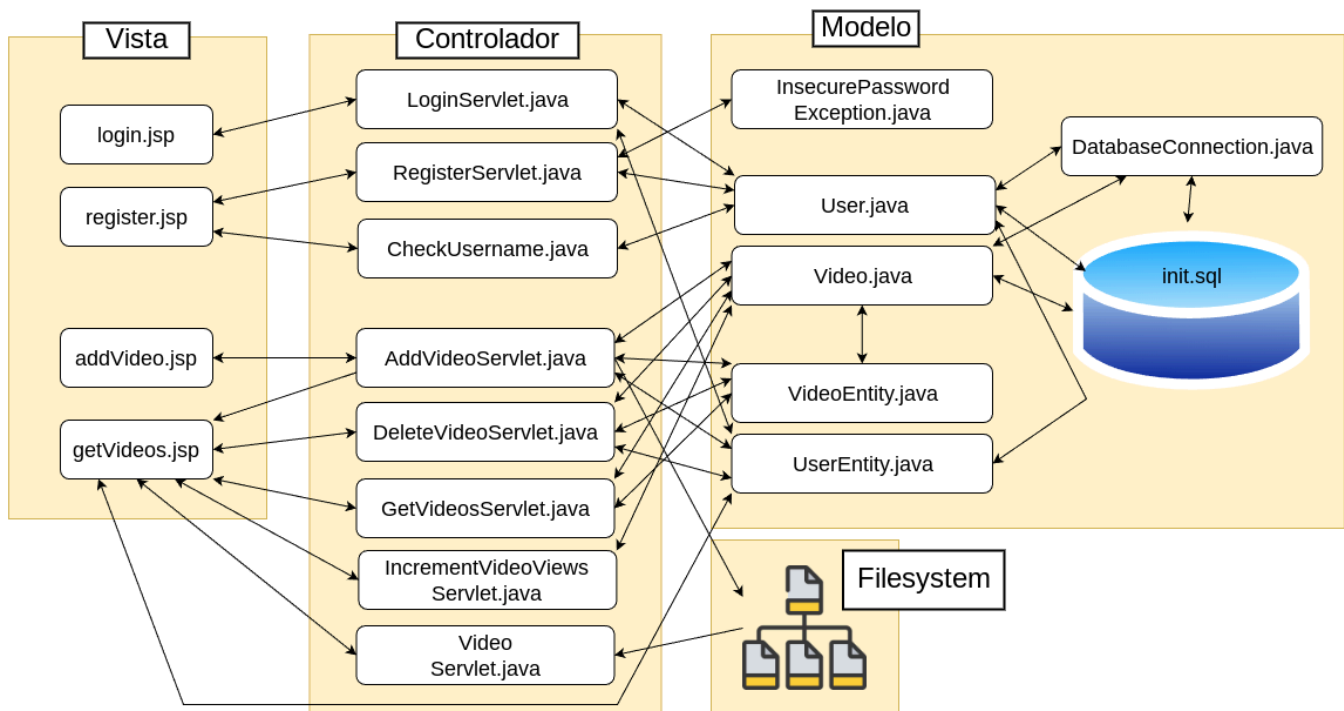 Vista
Controlador
Modelo
login.jsp
register.jsp
addVideo.jsp
getVideos.jsp
LoginServlet.java
RegisterServlet.java
CheckUsername.java
AddVideoServlet.java
DeleteVideoServlet.java
GetVideosServlet.java
IncrementVideoViews
Servlet.java
Video
Servlet.java
InsecurePassword
Exception.java
User.java
Video.java
VideoEntity.java
UserEntity.java
DatabaseConnection.java
init.sql
Filesystem